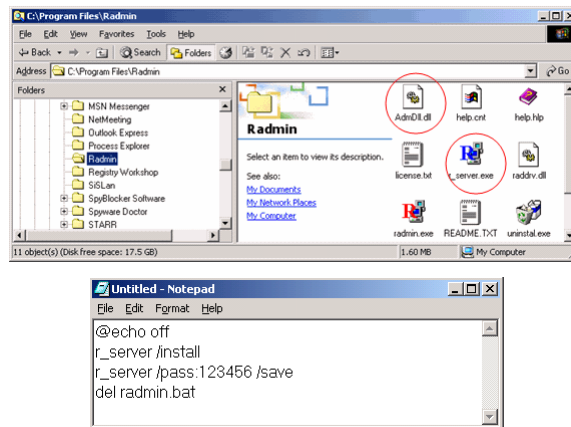 C:\Program Files\Radmin
File Edit View Favorites Tools Help
Back Search Folders
Address C:\Program Files\Radmin Go
Folders
MSN Messenger
NetMeeting
Outlook Express
Process Explorer
Radmin
Registry Workshop
SiSLan
SpyBlocker Software
Spyware Doctor
STARR
Radmin
Select an item to view its description.
See also:
My Documents
My Network Places
My Computer
AdmDll.dll help.cnt help.hlp
license.txt r_server.exe raddrv.dll
radmin.exe README.TXT uninstal.exe
11 object(s) (Disk free space: 17.5 GB) 1.60 MB My Computer
Untitled - Notepad
File Edit Format Help
@echo off
r_server /install
r_server /pass:123456 /save
del radmin.bat